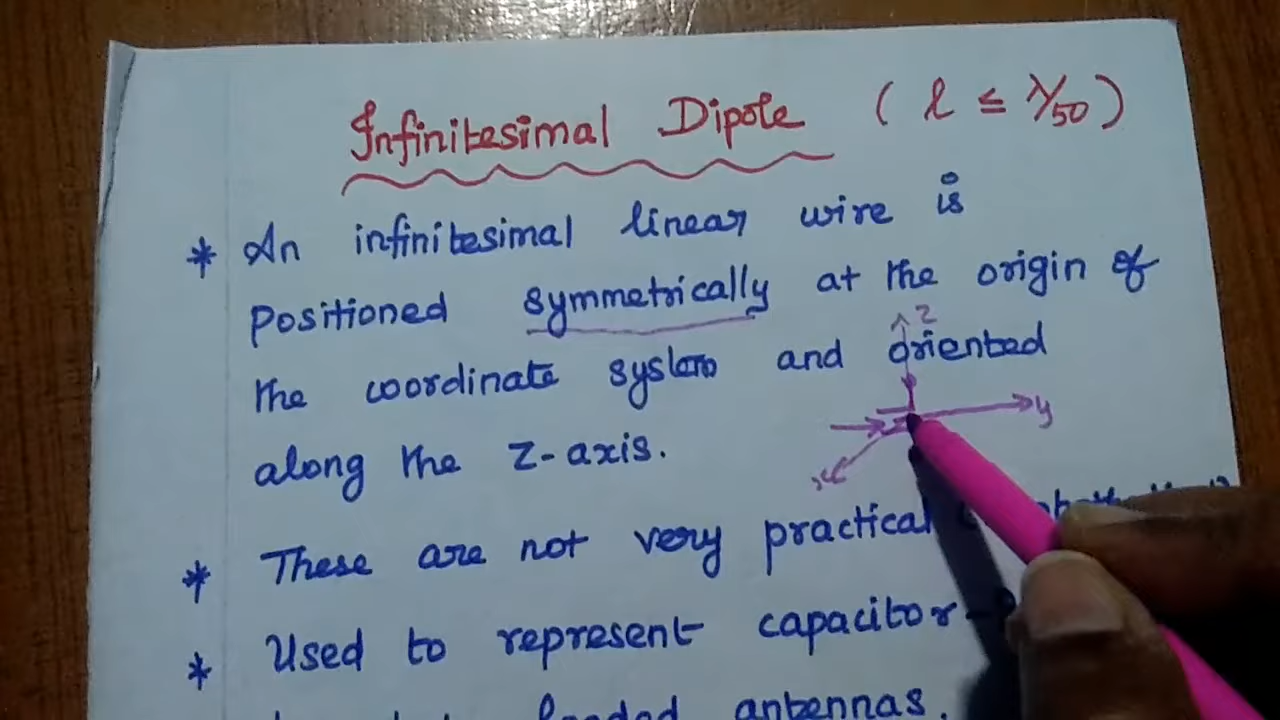 Infinitesimal Dipole ( l ≤ λ/50 )
* An infinitesimal linear wire is
positioned symmetrically at the origin of
the coordinate system and oriented
along the z-axis.
z
y
x
* These are not very practical
* Used to represent capacitor-
loaded antennas.